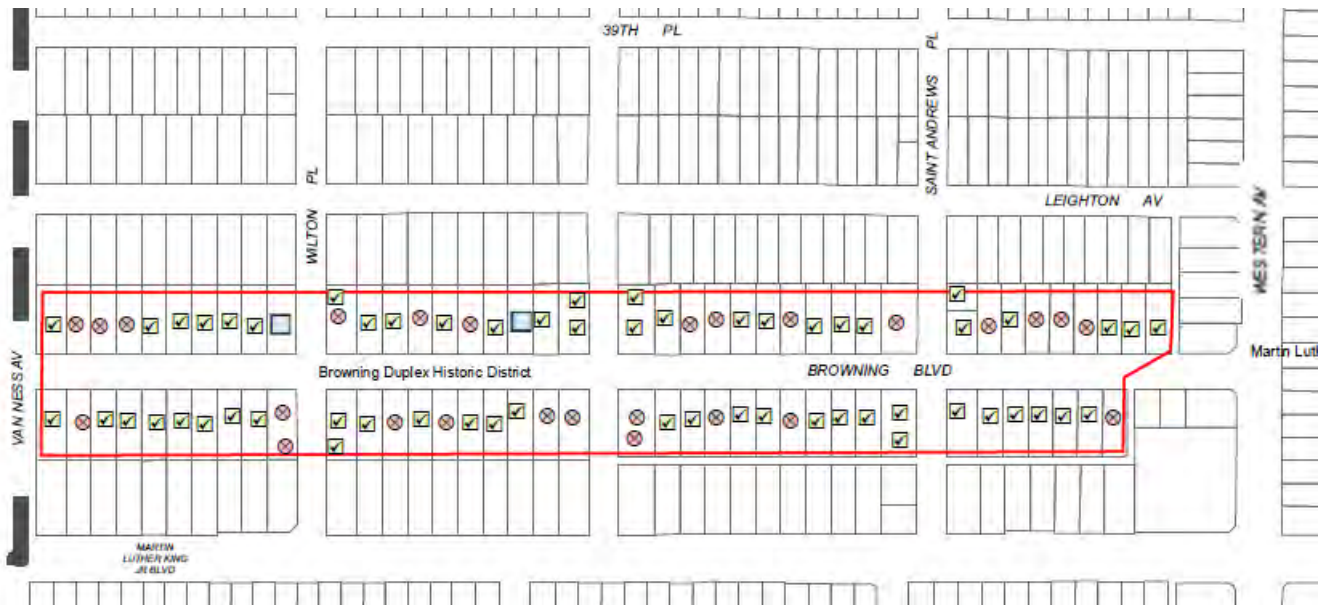 39TH PL
SAINT ANDREWS PL
LEIGHTON AV
WESTERN AV
WILTON PL
VAN NESS AV
Browning Duplex Historic District
BROWNING BLVD
Martin Luth
MARTIN
LUTHER KING
JR BLVD